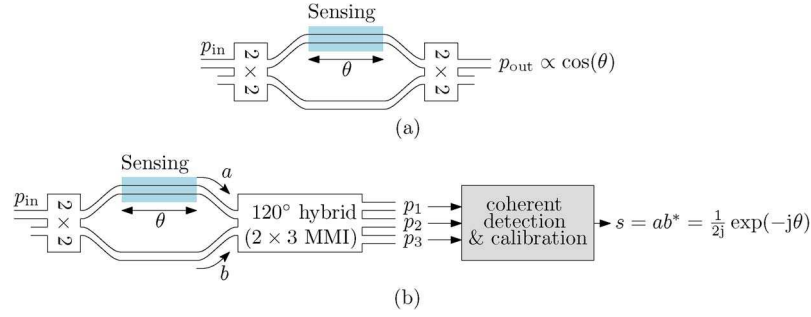 Sensing
p_in
2 × 2
θ
2 × 2
p_out ∝ cos(θ)
(a)
Sensing
a
p_in
2 × 2
θ
b
120° hybrid
(2 × 3 MMI)
p_1
p_2
p_3
coherent
detection
& calibration
s = ab* = \frac{1}{2j} exp(−jθ)
(b)